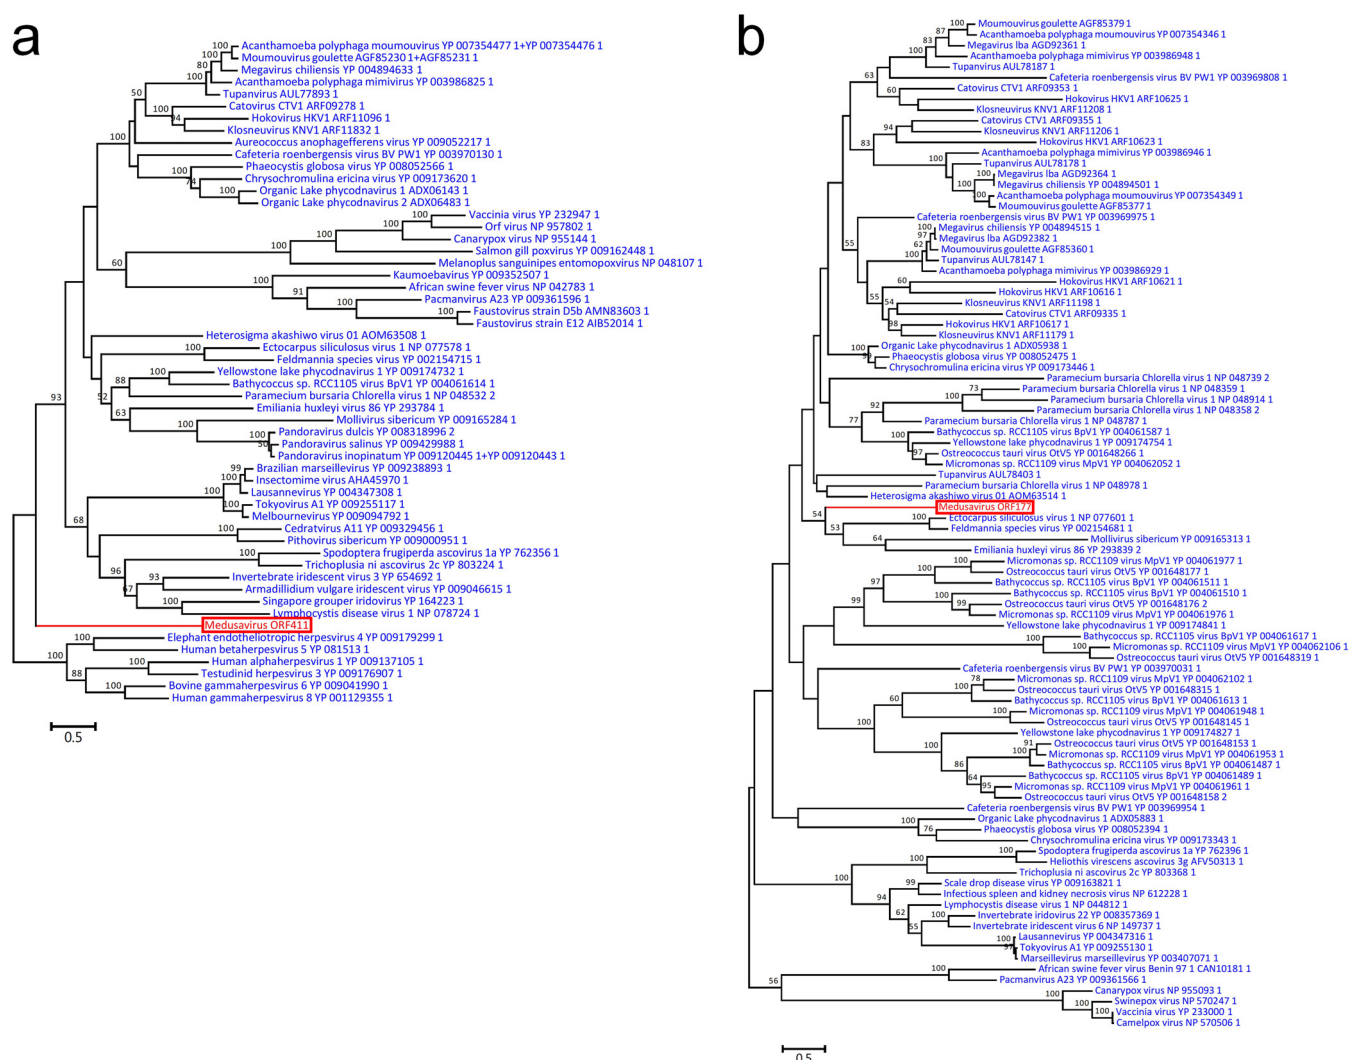 a
Acanthamoeba polyphaga moumouvirus YP 007354477 1+YP 007354476 1
Moumouvirus goulette AGF85230 1+AGF85231 1
Megavirus chiliensis YP 004894633 1
Acanthamoeba polyphaga mimivirus YP 003986825 1
Tupanvirus AUL77893 1
Catovirus CTV1 ARF09278 1
Hokovirus HKV1 ARF11096 1
Klosneuvirus KNV1 ARF11832 1
Aureococcus anophagefferens virus YP 009052217 1
Cafeteria roenbergensis virus BV PW1 YP 003970130 1
Phaeocystis globosa virus YP 008052566 1
Chrysochromulina ericina virus YP 009173620 1
Organic Lake phycodnavirus 1 ADX06143 1
Organic Lake phycodnavirus 2 ADX06483 1
Vaccinia virus YP 232947 1
Orf virus NP 957802 1
Canarypox virus NP 955144 1
Salmon gill poxvirus YP 009162448 1
Melanoplus sanguinipes entomopoxvirus NP 048107 1
Kaumoebavirus YP 009352507 1
African swine fever virus NP 042783 1
Pacmanvirus A23 YP 009361596 1
Faustovirus strain D5b AMN83603 1
Faustovirus strain E12 AIB52014 1
Heterosigma akashiwo virus 01 AOM63508 1
Ectocarpus siliculosus virus 1 NP 077578 1
Feldmannia species virus YP 002154715 1
Yellowstone lake phycodnavirus 1 YP 009174732 1
Bathycoccus sp. RCC1105 virus BpV1 YP 004061614 1
Paramecium bursaria Chlorella virus 1 NP 048532 2
Emiliania huxleyi virus 86 YP 293784 1
Mollivirus sibericum YP 009165284 1
Pandoravirus dulcis YP 008318996 2
Pandoravirus salinus YP 009429988 1
Pandoravirus inopinatum YP 009120445 1+YP 009120443 1
Brazilian marseillevirus YP 009238893 1
Insectomime virus AHA45970 1
Lausannevirus YP 004347308 1
Tokyovirus A1 YP 009255117 1
Melbournevirus YP 009094792 1
Cedratvirus A11 YP 009329456 1
Pithovirus sibericum YP 009000951 1
Spodoptera frugiperda ascovirus 1a YP 762356 1
Trichoplusia ni ascovirus 2c YP 803224 1
Invertebrate iridescent virus 3 YP 654692 1
Armadillidium vulgare iridescent virus YP 009046615 1
Singapore grouper iridovirus YP 164223 1
Lymphocystis disease virus 1 NP 078724 1
Medusavirus ORF411
Elephant endotheliotropic herpesvirus 4 YP 009179299 1
Human betaherpesvirus 5 YP 081513 1
Human alphaherpesvirus 1 YP 009137105 1
Testudinid herpesvirus 3 YP 009176907 1
Bovine gammaherpesvirus 6 YP 009041990 1
Human gammaherpesvirus 8 YP 001129355 1
0.5
b
Moumouvirus goulette AGF85379 1
Acanthamoeba polyphaga moumouvirus YP 007354346 1
Megavirus lba AGD92361 1
Acanthamoeba polyphaga mimivirus YP 003986948 1
Tupanvirus AUL78187 1
Cafeteria roenbergensis virus BV PW1 YP 003969808 1
Catovirus CTV1 ARF09353 1
Hokovirus HKV1 ARF10625 1
Klosneuvirus KNV1 ARF11208 1
Catovirus CTV1 ARF09355 1
Klosneuvirus KNV1 ARF11206 1
Hokovirus HKV1 ARF10623 1
Acanthamoeba polyphaga mimivirus YP 003986946 1
Tupanvirus AUL78178 1
Megavirus lba AGD92364 1
Megavirus chiliensis YP 004894501 1
Acanthamoeba polyphaga moumouvirus YP 007354349 1
Moumouvirus goulette AGF85377 1
Cafeteria roenbergensis virus BV PW1 YP 003969975 1
Megavirus chiliensis YP 004894515 1
Megavirus lba AGD92382 1
Moumouvirus goulette AGF85360 1
Tupanvirus AUL78147 1
Acanthamoeba polyphaga mimivirus YP 003986929 1
Hokovirus HKV1 ARF10621 1
Hokovirus HKV1 ARF10616 1
Klosneuvirus KNV1 ARF11198 1
Catovirus CTV1 ARF09335 1
Hokovirus HKV1 ARF10617 1
Klosneuvirus KNV1 ARF11179 1
Organic Lake phycodnavirus 1 ADX05938 1
Phaeocystis globosa virus YP 008052475 1
Chrysochromulina ericina virus YP 009173446 1
Paramecium bursaria Chlorella virus 1 NP 048739 2
Paramecium bursaria Chlorella virus 1 NP 048359 1
Paramecium bursaria Chlorella virus 1 NP 048914 1
Paramecium bursaria Chlorella virus 1 NP 048358 2
Paramecium bursaria Chlorella virus 1 NP 048787 1
Bathycoccus sp. RCC1105 virus BpV1 YP 004061587 1
Yellowstone lake phycodnavirus 1 YP 009174754 1
Ostreococcus tauri virus OtV5 YP 001648266 1
Micromonas sp. RCC1109 virus MpV1 YP 004062052 1
Tupanvirus AUL78403 1
Paramecium bursaria Chlorella virus 1 NP 048978 1
Heterosigma akashiwo virus 01 AOM63514 1
Medusavirus ORF177
Ectocarpus siliculosus virus 1 NP 077601 1
Feldmannia species virus YP 002154681 1
Mollivirus sibericum YP 009165313 1
Emiliania huxleyi virus 86 YP 293839 2
Micromonas sp. RCC1109 virus MpV1 YP 004061977 1
Ostreococcus tauri virus OtV5 YP 001648177 1
Bathycoccus sp. RCC1105 virus BpV1 YP 004061511 1
Bathycoccus sp. RCC1105 virus BpV1 YP 004061510 1
Ostreococcus tauri virus OtV5 YP 001648176 2
Micromonas sp. RCC1109 virus MpV1 YP 004061976 1
Yellowstone lake phycodnavirus 1 YP 009174841 1
Bathycoccus sp. RCC1105 virus BpV1 YP 004061617 1
Micromonas sp. RCC1109 virus MpV1 YP 004062106 1
Ostreococcus tauri virus OtV5 YP 001648319 1
Cafeteria roenbergensis virus BV PW1 YP 003970031 1
Micromonas sp. RCC1109 virus MpV1 YP 004062102 1
Ostreococcus tauri virus OtV5 YP 001648315 1
Bathycoccus sp. RCC1105 virus BpV1 YP 004061613 1
Micromonas sp. RCC1109 virus MpV1 YP 004061948 1
Ostreococcus tauri virus OtV5 YP 001648145 1
Yellowstone lake phycodnavirus 1 YP 009174827 1
Ostreococcus tauri virus OtV5 YP 001648153 1
Micromonas sp. RCC1109 virus MpV1 YP 004061953 1
Bathycoccus sp. RCC1105 virus BpV1 YP 004061487 1
Bathycoccus sp. RCC1105 virus BpV1 YP 004061489 1
Micromonas sp. RCC1109 virus MpV1 YP 004061961 1
Ostreococcus tauri virus OtV5 YP 001648158 2
Cafeteria roenbergensis virus BV PW1 YP 003969954 1
Organic Lake phycodnavirus 1 ADX05883 1
Phaeocystis globosa virus YP 008052394 1
Chrysochromulina ericina virus YP 009173343 1
Spodoptera frugiperda ascovirus 1a YP 762396 1
Heliothis virescens ascovirus 3g AFV50313 1
Trichoplusia ni ascovirus 2c YP 803368 1
Scale drop disease virus YP 009163821 1
Infectious spleen and kidney necrosis virus NP 612228 1
Lymphocystis disease virus 1 NP 044812 1
Invertebrate iridovirus 22 YP 008357369 1
Invertebrate iridescent virus 6 NP 149737 1
Lausannevirus YP 004347316 1
Tokyovirus A1 YP 009255130 1
Marseillevirus marseillevirus YP 003407071 1
African swine fever virus Benin 97 1 CAN10181 1
Pacmanvirus A23 YP 009361566 1
Canarypox virus NP 955093 1
Swinepox virus NP 570247 1
Vaccinia virus YP 233000 1
Camelpox virus NP 570506 1
0.5